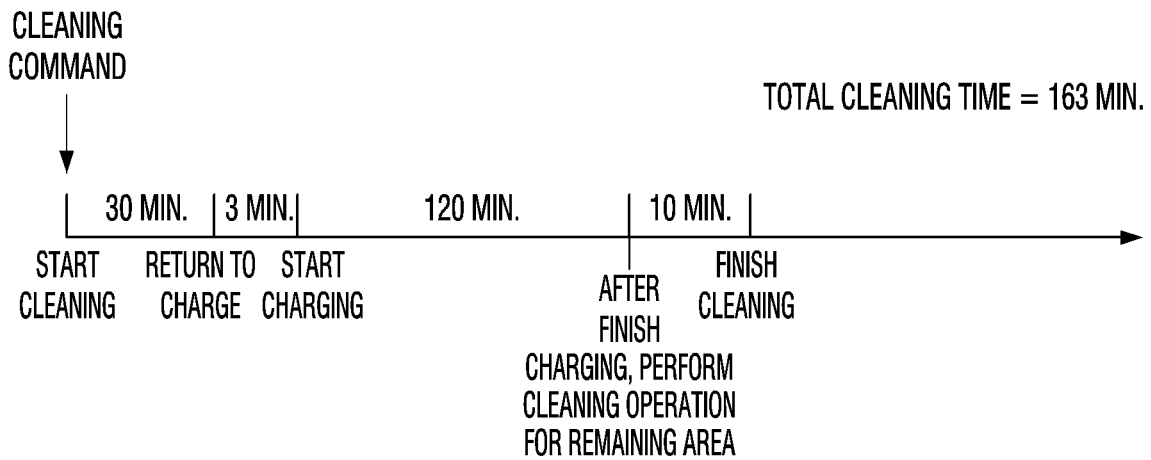 CLEANING
COMMAND
TOTAL CLEANING TIME = 163 MIN.
30 MIN. 3 MIN. 120 MIN. 10 MIN.
START
CLEANING
RETURN TO
CHARGE
START
CHARGING
AFTER
FINISH
CHARGING, PERFORM
CLEANING OPERATION
FOR REMAINING AREA
FINISH
CLEANING